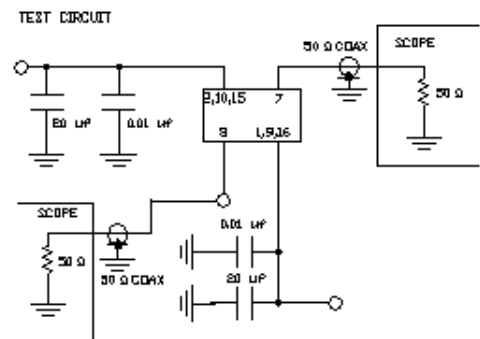 TEST CIRCUIT
50 Ω COAX
SCOPE
2,10,15
7
50 Ω
20 uF
0.01 uF
8
1,9,16
SCOPE
0.01 uF
50 Ω
50 Ω COAX
20 uF